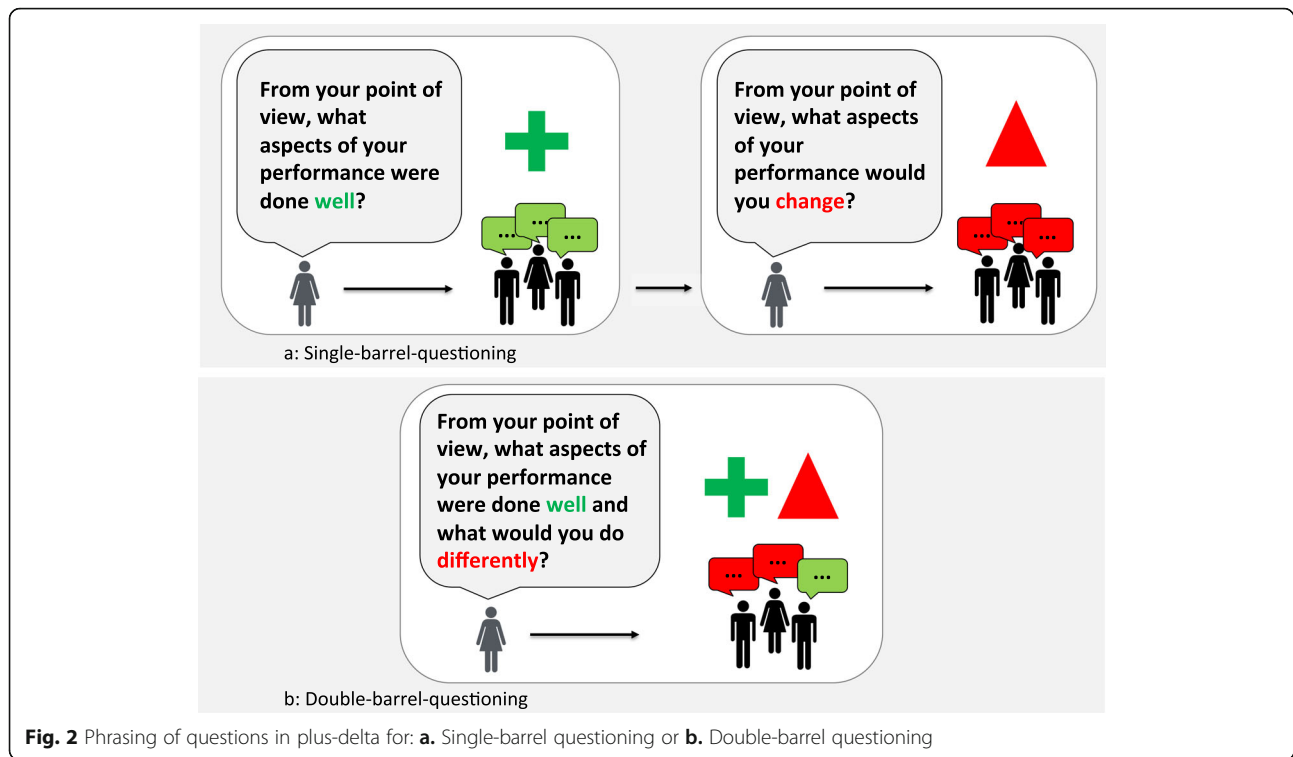 From your point of
view, what
aspects of your
performance were
done well?
...
...
...
From your point of
view, what aspects
of your
performance would
you change?
...
...
...
a: Single-barrel-questioning
From your point of
view, what aspects of
your performance
were done well and
what would you do
differently?
...
...
...
b: Double-barrel-questioning
Fig. 2 Phrasing of questions in plus-delta for: a. Single-barrel questioning or b. Double-barrel questioning